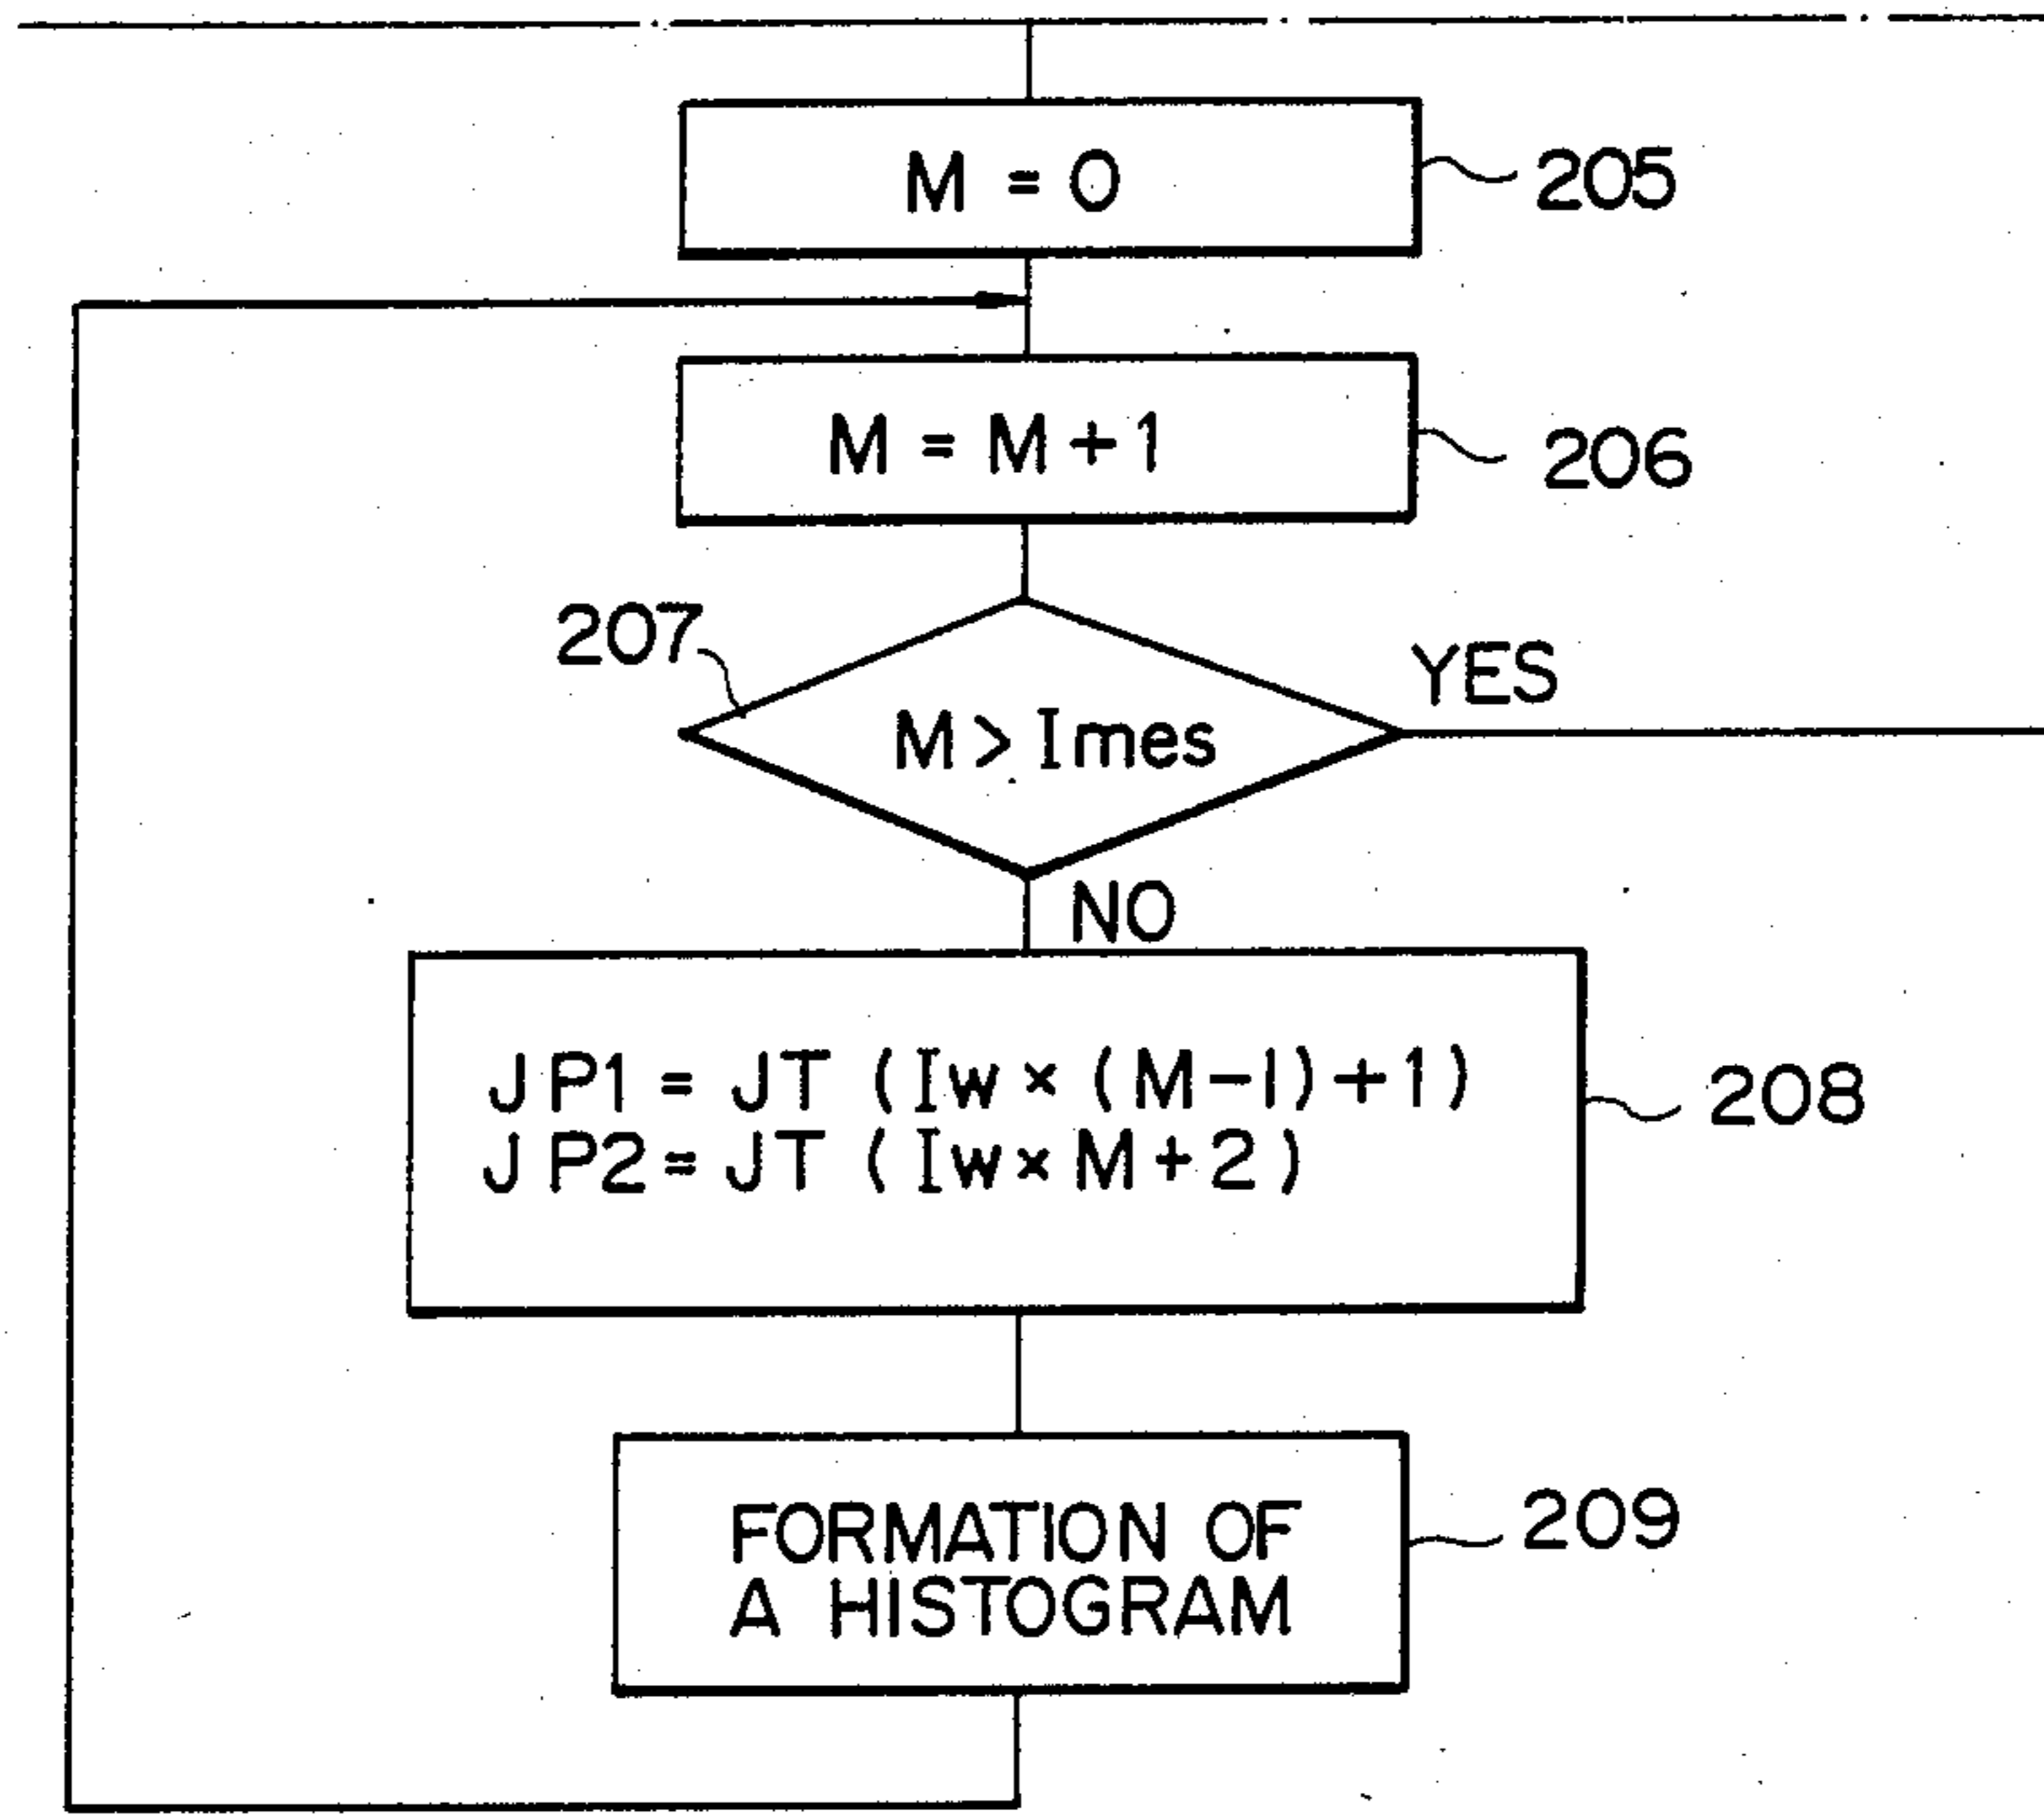 M = 0
205
M = M + 1
206
207
YES
M > Imes
NO
JP1 = JT (Iw × (M-1)+1)
JP2 = JT (Iw × M+2)
208
FORMATION OF
A HISTOGRAM
209